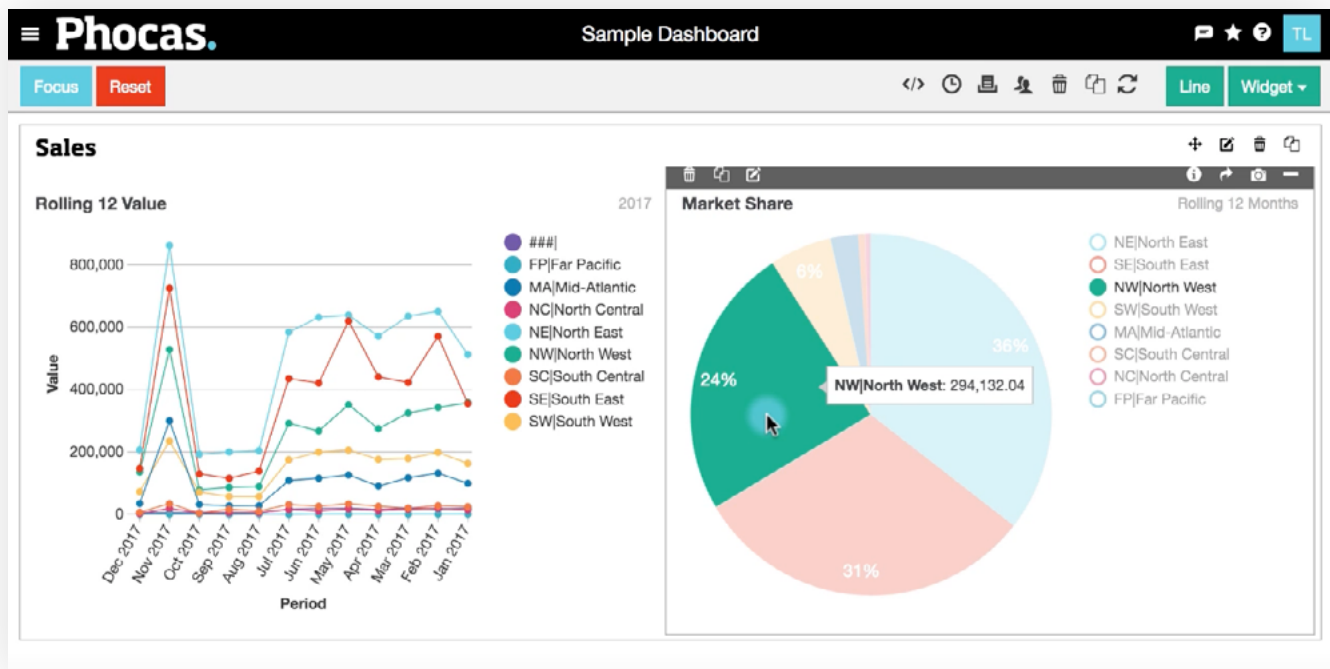 Phocas.
Sample Dashboard
TL
Focus
Reset
</>
Line
Widget
Sales
Rolling 12 Value
2017
800,000
600,000
400,000
200,000
0
Value
Dec 2017
Nov 2017
Oct 2017
Sep 2017
Aug 2017
Jul 2017
Jun 2017
May 2017
Apr 2017
Mar 2017
Feb 2017
Jan 2017
Period
###|
FP|Far Pacific
MA|Mid-Atlantic
NC|North Central
NE|North East
NW|North West
SC|South Central
SE|South East
SW|South West
Market Share
Rolling 12 Months
6%
36%
24%
NW|North West: 294,132.04
31%
NE|North East
SE|South East
NW|North West
SW|South West
MA|Mid-Atlantic
SC|South Central
NC|North Central
FP|Far Pacific